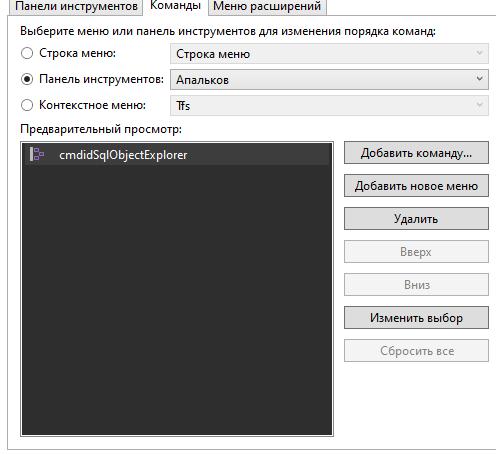 Панели инструментов Команды Меню расширений
Выберите меню или панель инструментов для изменения порядка команд:
Строка меню: Строка меню
Панель инструментов: Апальков
Контекстное меню: Tfs
Предварительный просмотр:
cmdidSqlObjectExplorer
Добавить команду...
Добавить новое меню
Удалить
Вверх
Вниз
Изменить выбор
Сбросить все